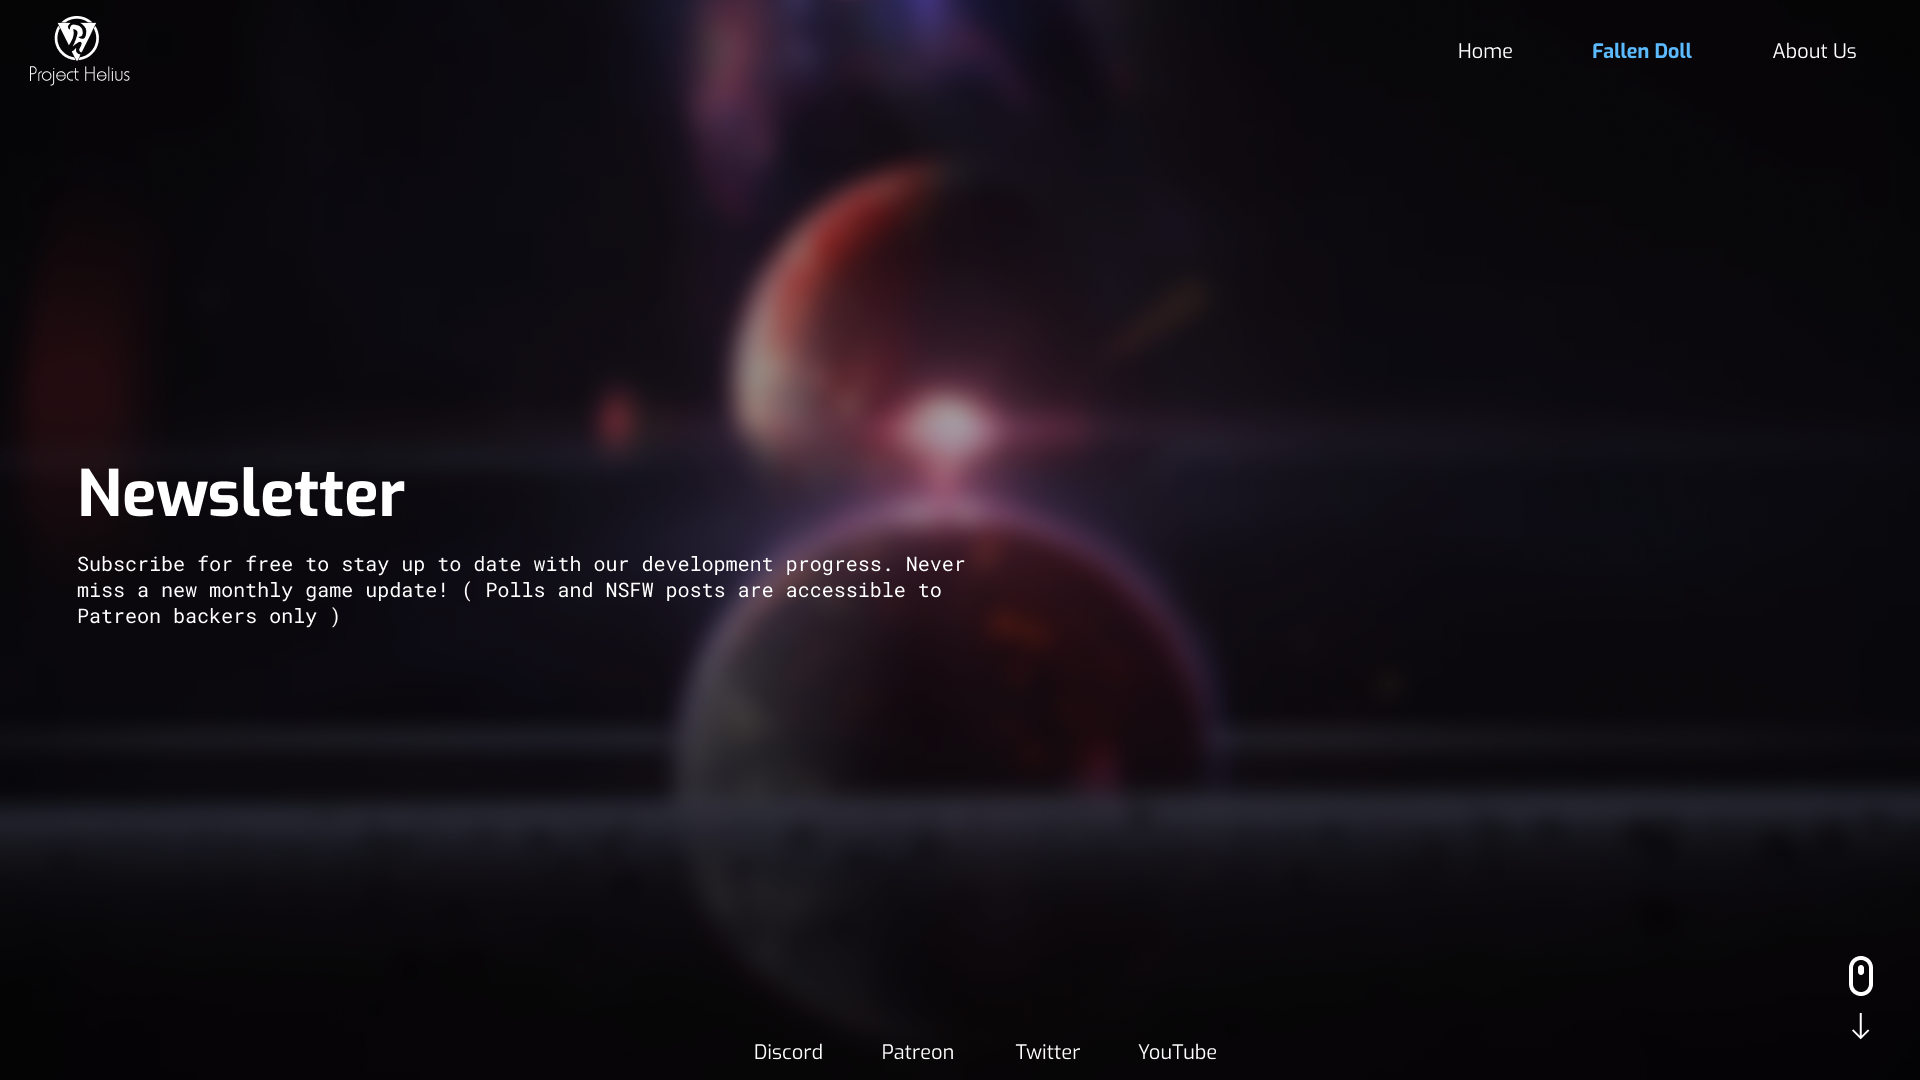 Project Helius
Home
Fallen Doll
About Us
Newsletter
Subscribe for free to stay up to date with our development progress. Never
miss a new monthly game update! ( Polls and NSFW posts are accessible to
Patreon backers only )
Discord
Patreon
Twitter
YouTube